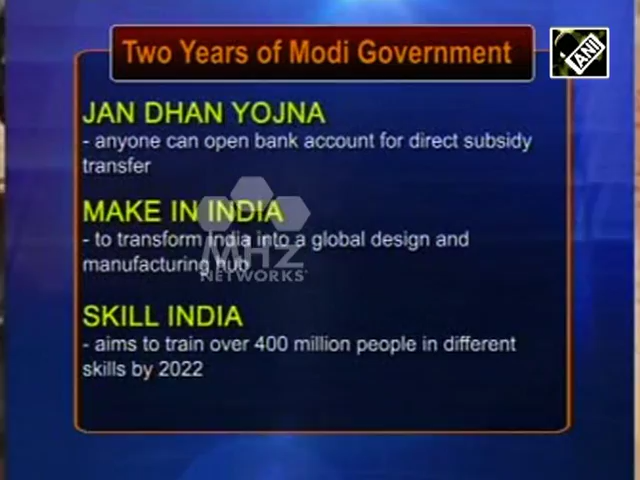 Two Years of Modi Government
ANI
JAN DHAN YOJNA
- anyone can open bank account for direct subsidy
transfer
MAKE IN INDIA
- to transform india into a global design and
manufacturing hub
MHZ
NETWORKS
SKILL INDIA
- aims to train over 400 million people in different
skills by 2022